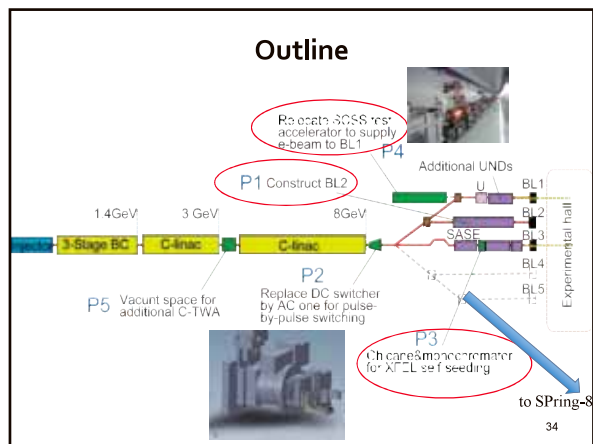 Outline
Relocate SCSS test
accelerator to supply
e-beam to BL1
P4
Additional UNDs
P1 Construct BL2
U
BL1
BL2
1.4GeV
3 GeV
8GeV
SASE
BL3
Injector
3-Stage BC
C-linac
C-linac
BL4
BL5
Experimental hall
P5
Vacunt space for
additional C-TWA
P2
Replace DC switcher
by AC one for pulse-
by-pulse switching
P3
Chicane&monochromater
for XFEL self seeding
to SPring-8
34